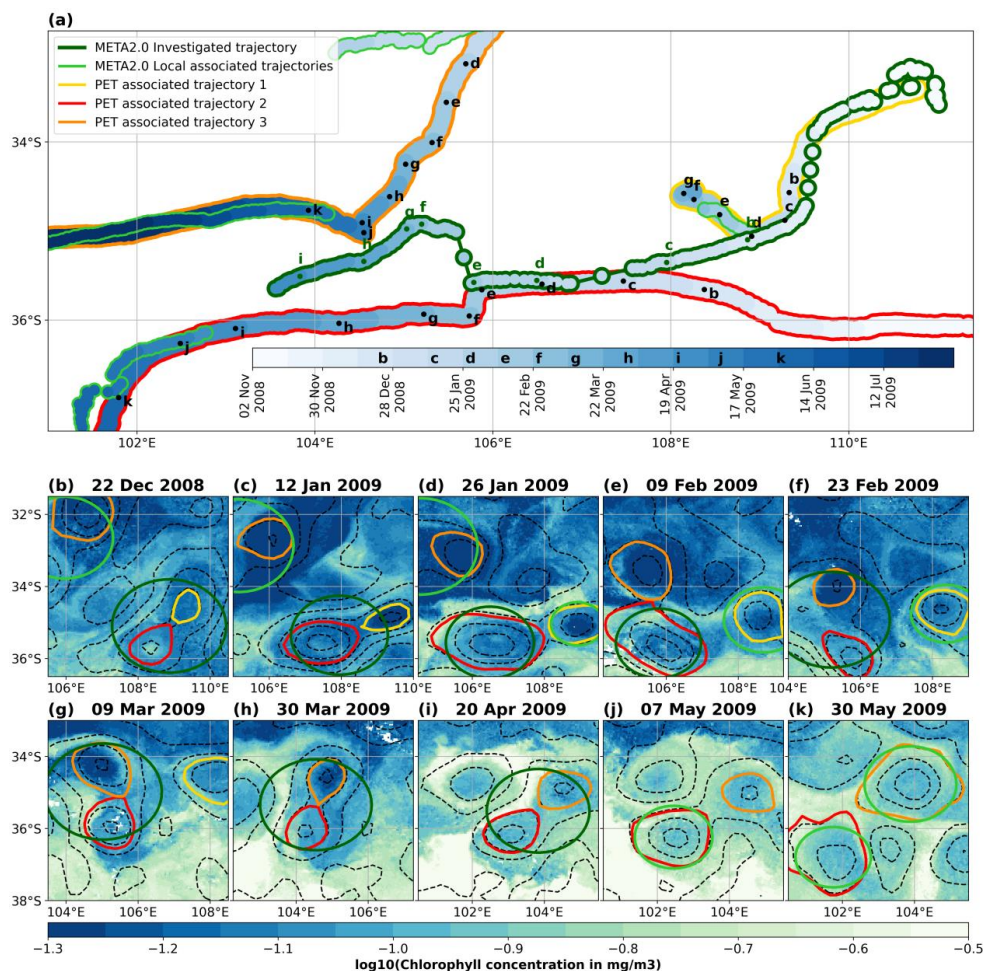 (a)
META2.0 Investigated trajectory
META2.0 Local associated trajectories
PET associated trajectory 1
PET associated trajectory 2
PET associated trajectory 3
d
e
f
g
k
i
j
34°S
g
f
e
b
b
d
c
g
f
h
i
c
d
e
d
e
c
b
36°S
f
g
h
i
j
k
b c d e f g h i j k
02 Nov 2008
30 Nov 2008
28 Dec 2008
25 Jan 2009
22 Feb 2009
22 Mar 2009
19 Apr 2009
17 May 2009
14 Jun 2009
12 Jul 2009
102°E 104°E 106°E 108°E 110°E
(b) 22 Dec 2008
(c) 12 Jan 2009
(d) 26 Jan 2009
(e) 09 Feb 2009
(f) 23 Feb 2009
32°S
34°S
36°S
106°E 108°E 110°E
106°E 108°E 110°E
106°E 108°E
106°E 108°E
104°E 106°E 108°E
(g) 09 Mar 2009
(h) 30 Mar 2009
(i) 20 Apr 2009
(j) 07 May 2009
(k) 30 May 2009
34°S
36°S
38°S
104°E 106°E 108°E
104°E 106°E
102°E 104°E
102°E 104°E
102°E 104°E
−1.3 −1.2 −1.1 −1.0 −0.9 −0.8 −0.7 −0.6 −0.5
log10(Chlorophyll concentration in mg/m3)